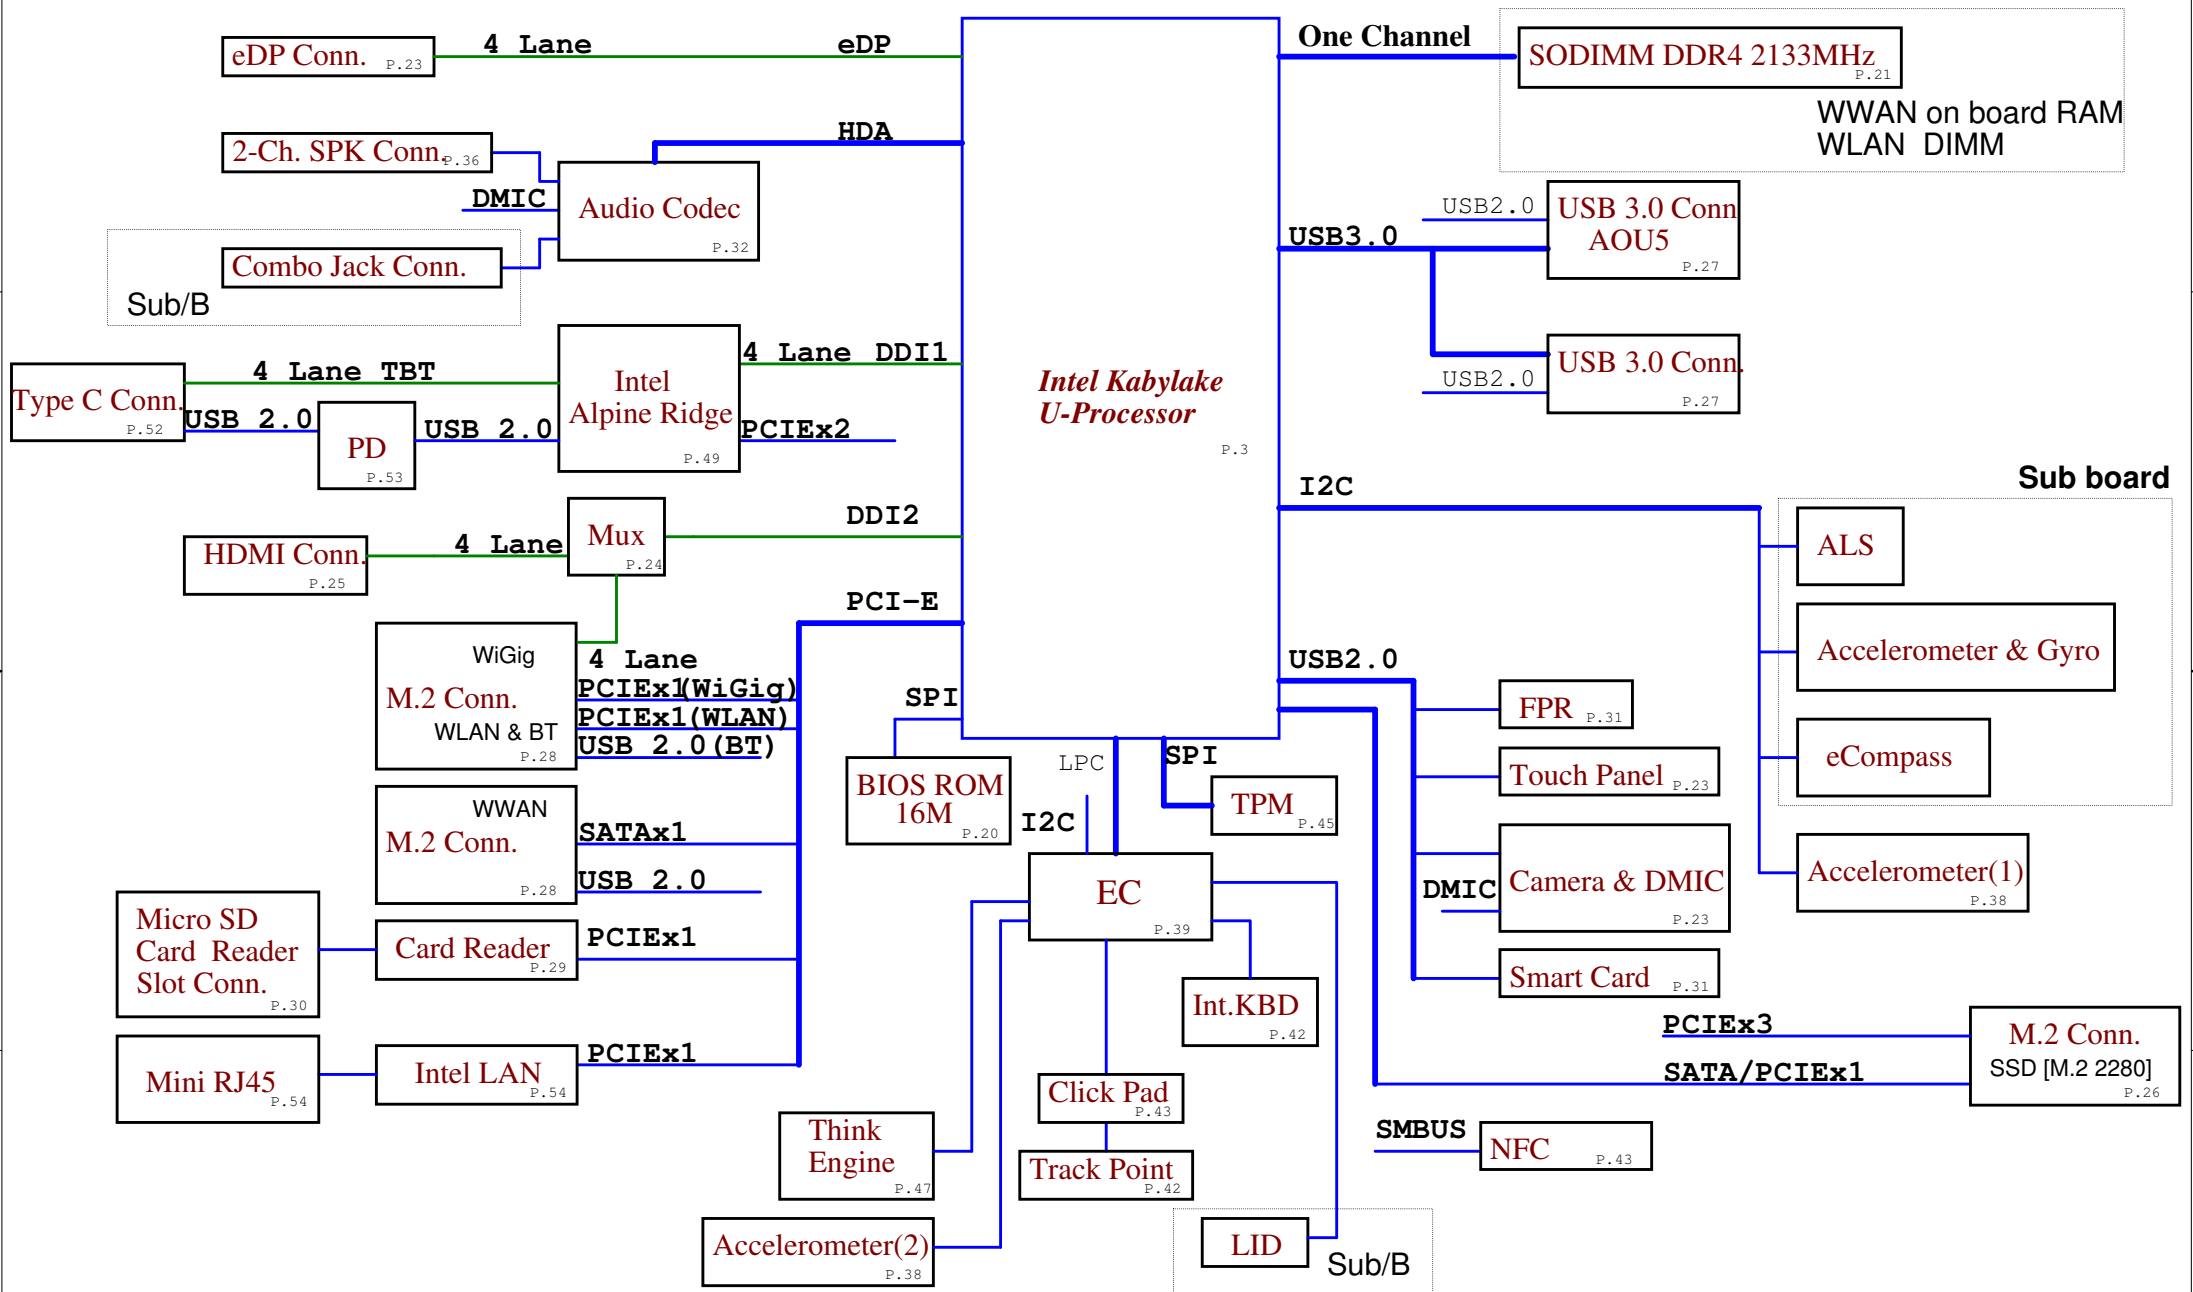 eDP Conn. P.23
4 Lane
eDP
One Channel
SODIMM DDR4 2133MHz
P.21
WWAN on board RAM
WLAN DIMM
2-Ch. SPK Conn. P.36
HDA
DMIC
Audio Codec
P.32
Combo Jack Conn.
Sub/B
USB2.0
USB 3.0 Conn
AOU5
P.27
USB3.0
USB2.0
USB 3.0 Conn.
P.27
Type C Conn.
P.52
4 Lane TBT
USB 2.0
PD
P.53
USB 2.0
Intel
Alpine Ridge
P.49
4 Lane DDI1
PCIEx2
Intel Kabylake
U-Processor
P.3
HDMI Conn.
P.25
4 Lane
Mux
P.24
DDI2
PCI-E
I2C
Sub board
ALS
Accelerometer & Gyro
eCompass
Accelerometer(1)
P.38
WiGig
M.2 Conn.
WLAN & BT
P.28
4 Lane
PCIEx1(WiGig)
PCIEx1(WLAN)
USB 2.0(BT)
WWAN
M.2 Conn.
P.28
SATAx1
USB 2.0
Micro SD
Card Reader
Slot Conn.
P.30
Card Reader
P.29
PCIEx1
Mini RJ45
P.54
Intel LAN
P.54
PCIEx1
SPI
BIOS ROM
16M
P.20
LPC
SPI
TPM
P.45
I2C
EC
P.39
Int.KBD
P.42
Click Pad
P.43
Track Point
P.42
Think
Engine
P.47
Accelerometer(2)
P.38
LID
Sub/B
USB2.0
FPR P.31
Touch Panel P.23
DMIC
Camera & DMIC
P.23
Smart Card P.31
PCIEx3
SATA/PCIEx1
M.2 Conn.
SSD [M.2 2280]
P.26
SMBUS
NFC P.43